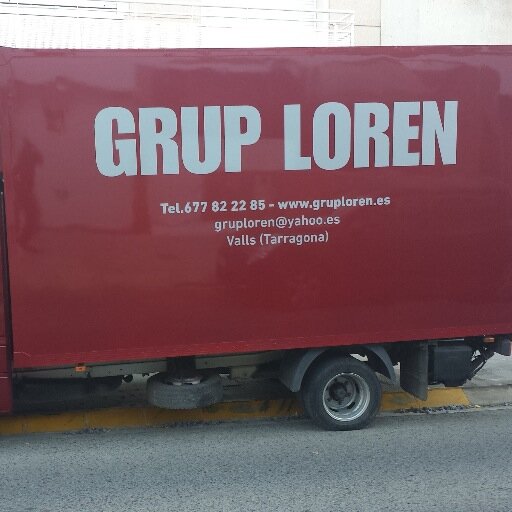 GRUP LOREN
Tel.677 82 22 85 - www.gruploren.es
gruploren@yahoo.es
Valls (Tarragona)